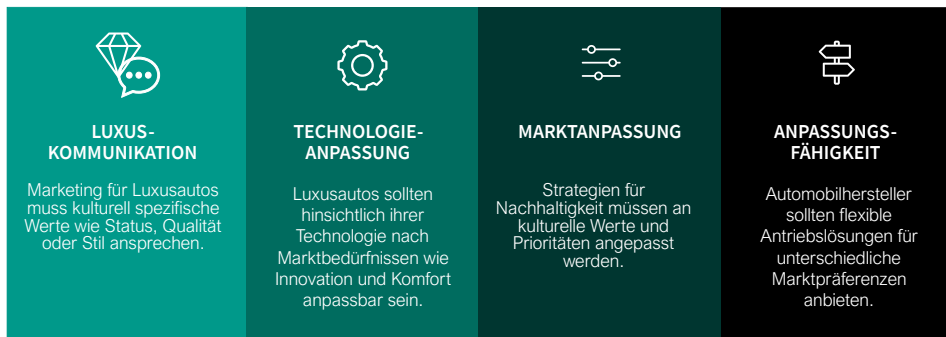 LUXUS-
KOMMUNIKATION
Marketing für Luxusautos
muss kulturell spezifische
Werte wie Status, Qualität
oder Stil ansprechen.
TECHNOLOGIE-
ANPASSUNG
Luxusautos sollten
hinsichtlich ihrer
Technologie nach
Marktbedürfnissen wie
Innovation und Komfort
anpassbar sein.
MARKTANPASSUNG
Strategien für
Nachhaltigkeit müssen an
kulturelle Werte und
Prioritäten angepasst
werden.
ANPASSUNGS-
FÄHIGKEIT
Automobilhersteller
sollten flexible
Antriebslösungen für
unterschiedliche
Marktpräferenzen
anbieten.